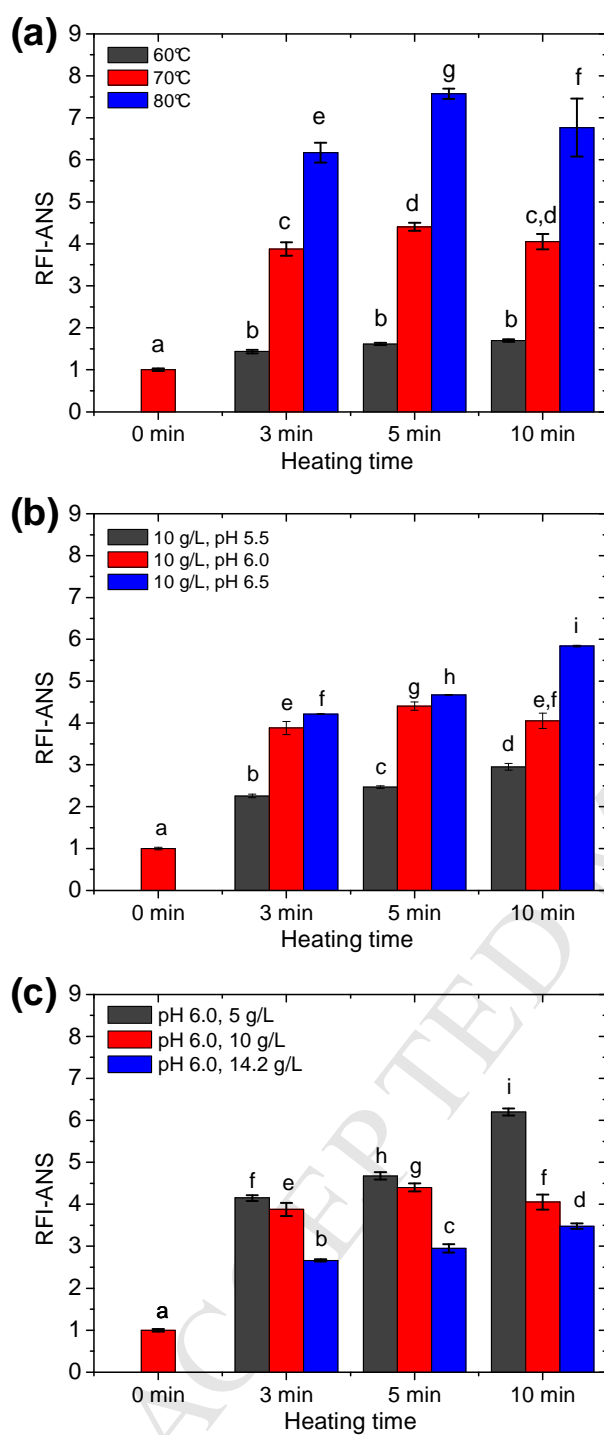 (a)
60°C
70°C
80°C
9
8
7
6
5
4
3
2
1
0
RFI-ANS
a
b
c
e
b
d
g
b
c,d
f
0 min 3 min 5 min 10 min
Heating time
(b)
10 g/L, pH 5.5
10 g/L, pH 6.0
10 g/L, pH 6.5
9
8
7
6
5
4
3
2
1
0
RFI-ANS
a
b
e
f
c
g
h
d
e,f
i
0 min 3 min 5 min 10 min
Heating time
(c)
pH 6.0, 5 g/L
pH 6.0, 10 g/L
pH 6.0, 14.2 g/L
9
8
7
6
5
4
3
2
1
0
RFI-ANS
a
f
e
b
h
g
c
i
f
d
0 min 3 min 5 min 10 min
Heating time
ACCEPTED